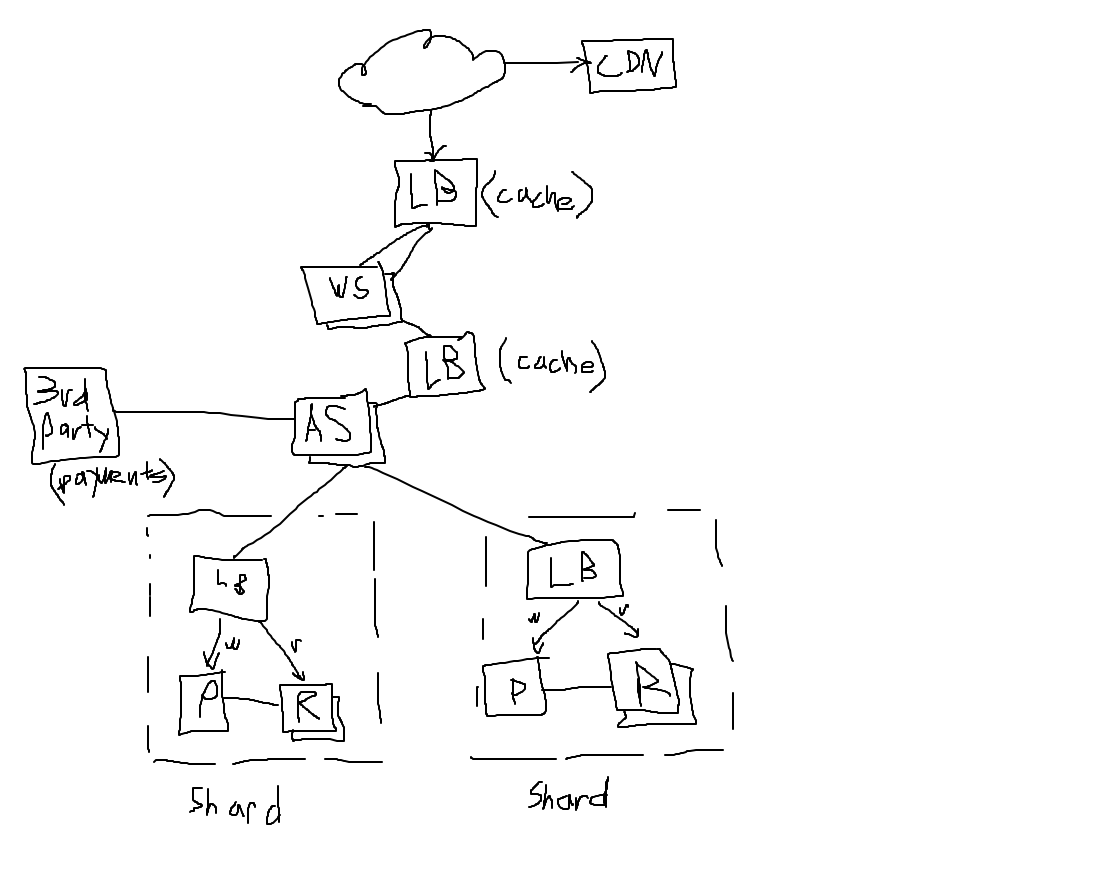 CDN
LB (cache)
WS
LB (cache)
3rd
Party
AS
(payments)
LB
LB
w r
w r
P R
P R
Shard
Shard